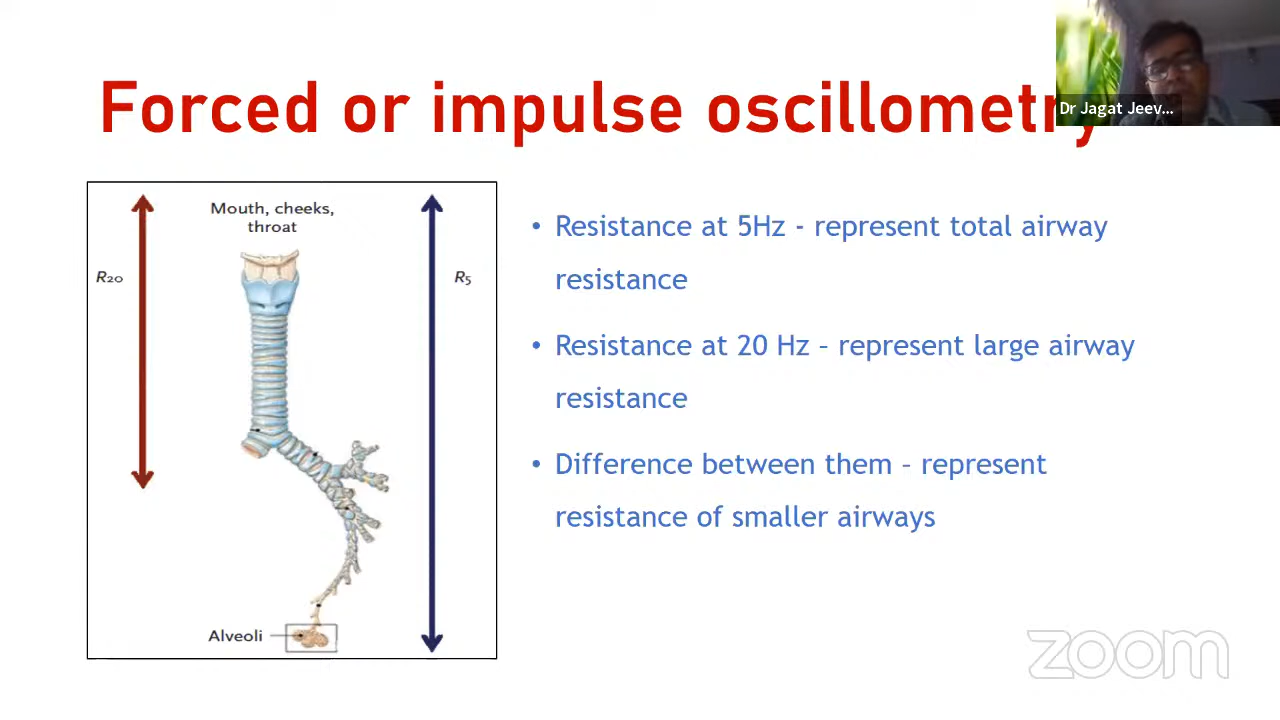 Forced or impulse oscillometry
Dr Jagat Jeev...
Mouth, cheeks,
throat
R20
R5
Alveoli
• Resistance at 5Hz - represent total airway
resistance
• Resistance at 20 Hz – represent large airway
resistance
• Difference between them – represent
resistance of smaller airways
zoom